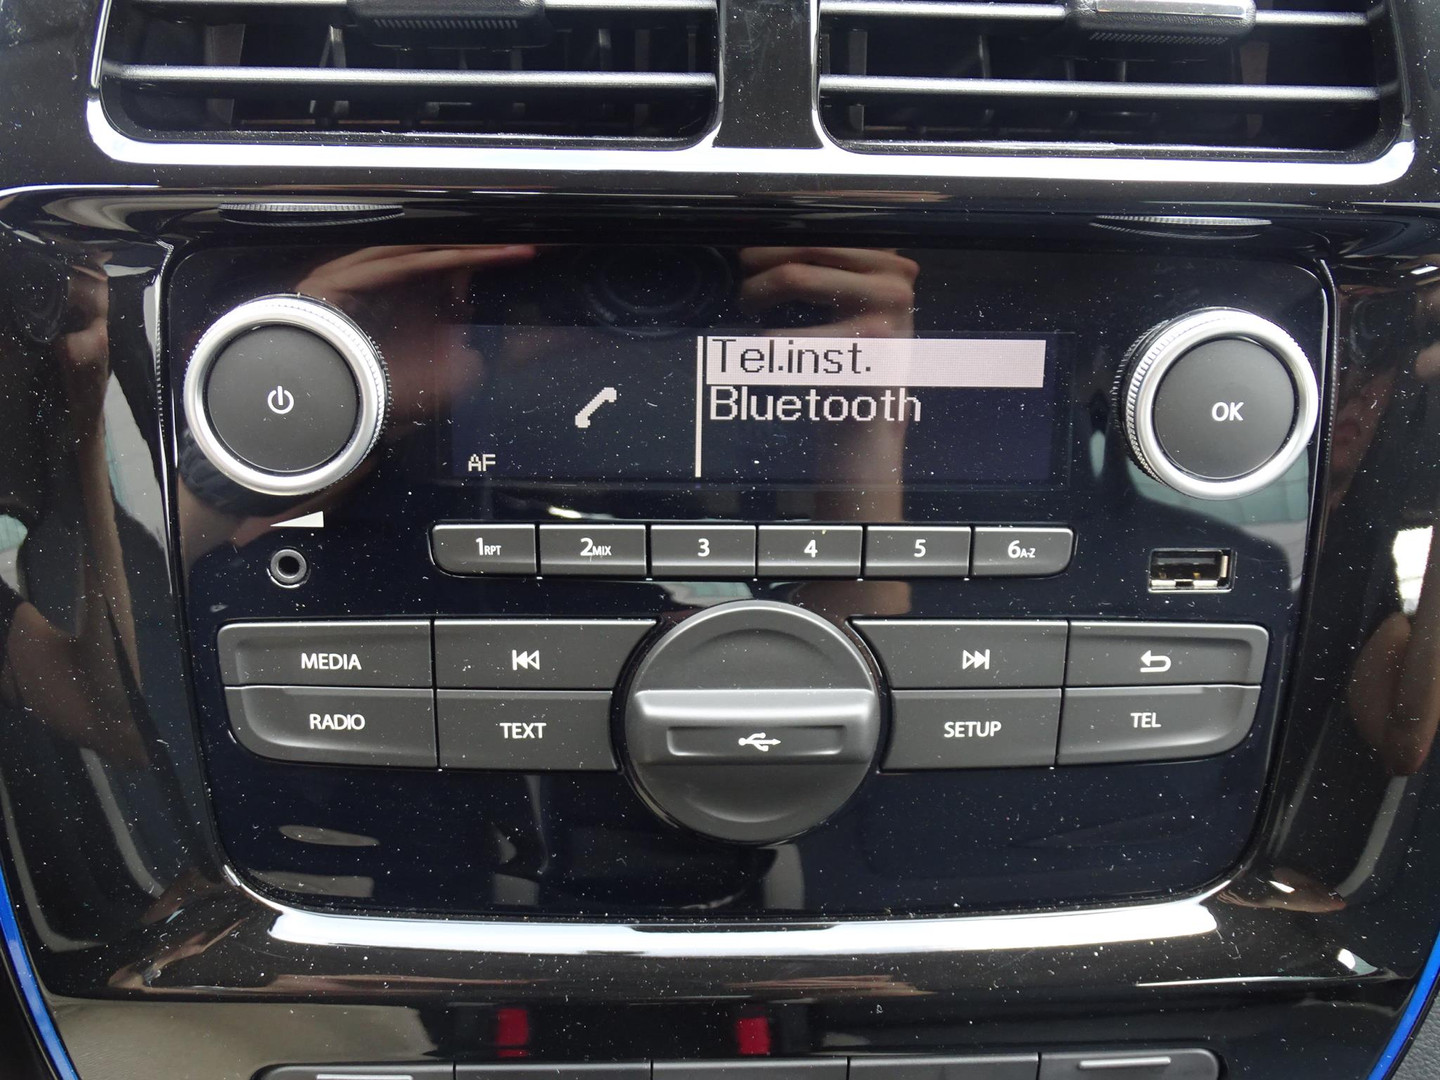 Tel.inst.
Bluetooth
AF
OK
1RPT 2MIX 3 4 5 6A-Z
MEDIA
RADIO TEXT SETUP TEL